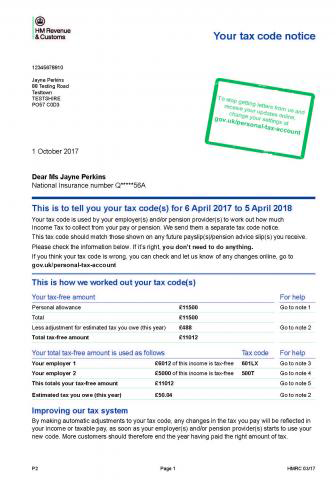 HM Revenue
& Customs
Your tax code notice
12345678910
Jayne Perkins
88 Testing Road
Testtown
TESTSHIRE
PO57 C0D3
To stop getting letters from us and
receive your updates online,
change your settings at
gov.uk/personal-tax-account
1 October 2017
Dear Ms Jayne Perkins
National Insurance number Q*****56A
This is to tell you your tax code(s) for 6 April 2017 to 5 April 2018
Your tax code is used by your employer(s) and/or pension provider(s) to work out how much
Income Tax to collect from your pay or pension. We send them a separate tax code notice.
This tax code should match those shown on any future payslip(s)/pension advice slip(s) you receive.
Please check the information below. If it's right, you don't need to do anything.
If you think your tax code is wrong, you can check and let us know of any changes online, go to
gov.uk/personal-tax-account
This is how we worked out your tax code(s)
Your tax-free amount For help
Personal allowance £11500 Go to note 1
Total £11500
Less adjustment for estimated tax you owe (this year) £488 Go to note 2
Total tax-free amount £11012
Your total tax-free amount is used as follows Tax code For help
Your employer 1 £6012 of this income is tax-free 601LX Go to note 3
Your employer 2 £5000 of this income is tax-free 500T Go to note 4
This totals your tax-free amount £11012 Go to note 5
Estimated tax you owe (this year) £50.04 Go to note 2
Improving our tax system
By making automatic adjustments to your tax code, any changes in the tax you pay will be reflected in
your income or taxable pay, as soon as your employer(s) and/or pension provider(s) starts to use your
new code. More customers should therefore end the year having paid the right amount of tax.
P2 Page 1 HMRC 03/17